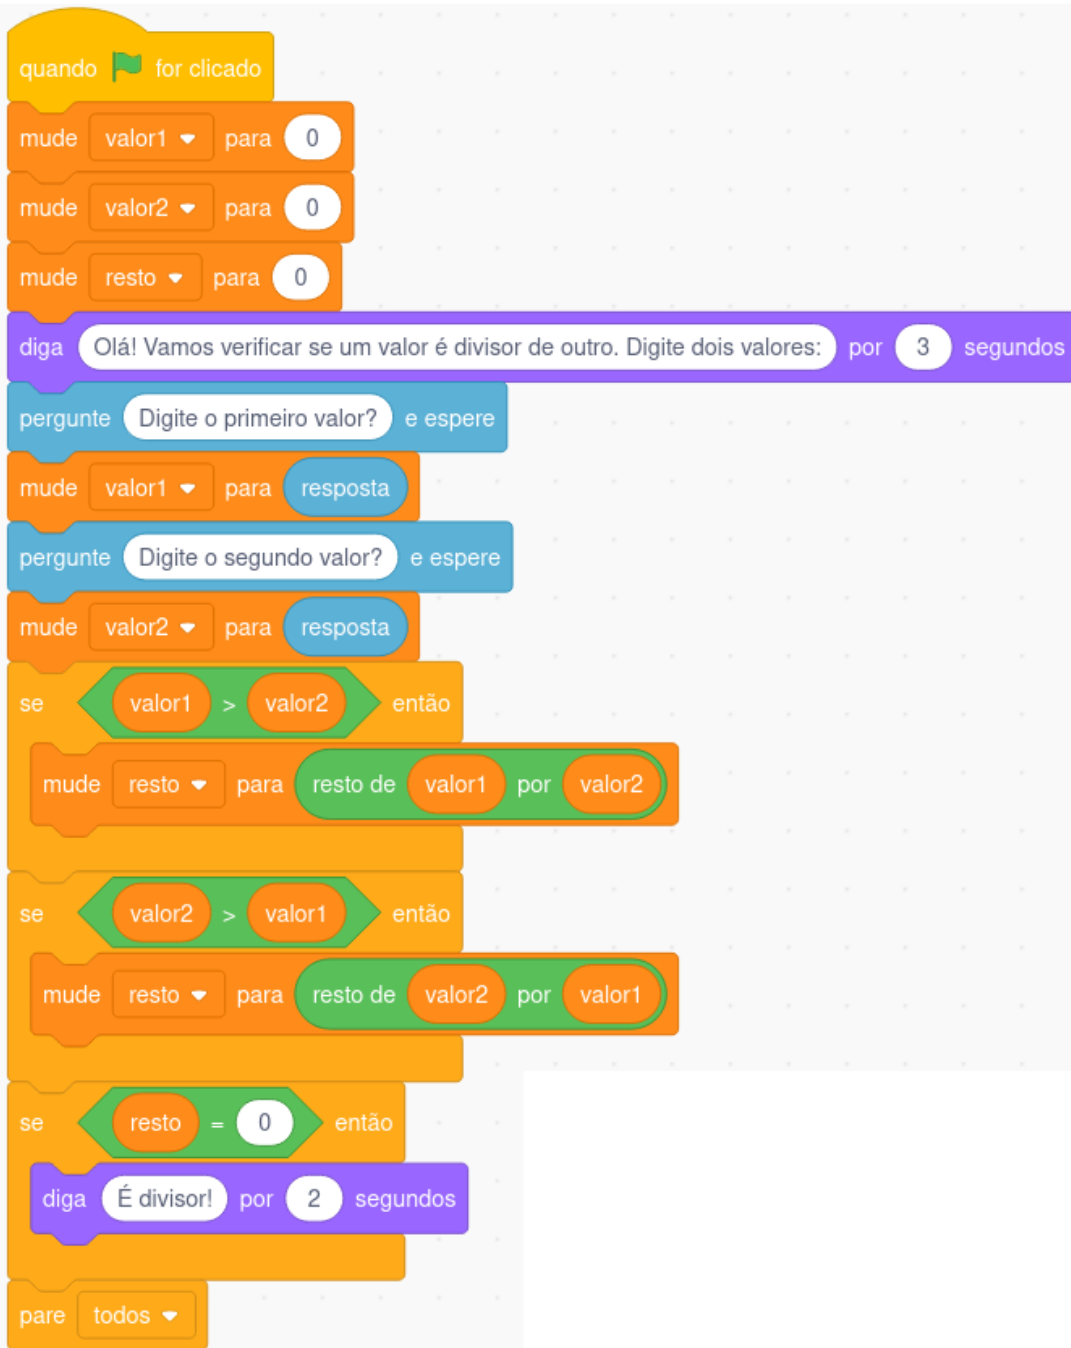 quando for clicado
mude valor1 para 0
mude valor2 para 0
mude resto para 0
diga Olá! Vamos verificar se um valor é divisor de outro. Digite dois valores: por 3 segundos
pergunte Digite o primeiro valor? e espere
mude valor1 para resposta
pergunte Digite o segundo valor? e espere
mude valor2 para resposta
se valor1 > valor2 então
mude resto para resto de valor1 por valor2
se valor2 > valor1 então
mude resto para resto de valor2 por valor1
se resto = 0 então
diga É divisor! por 2 segundos
pare todos